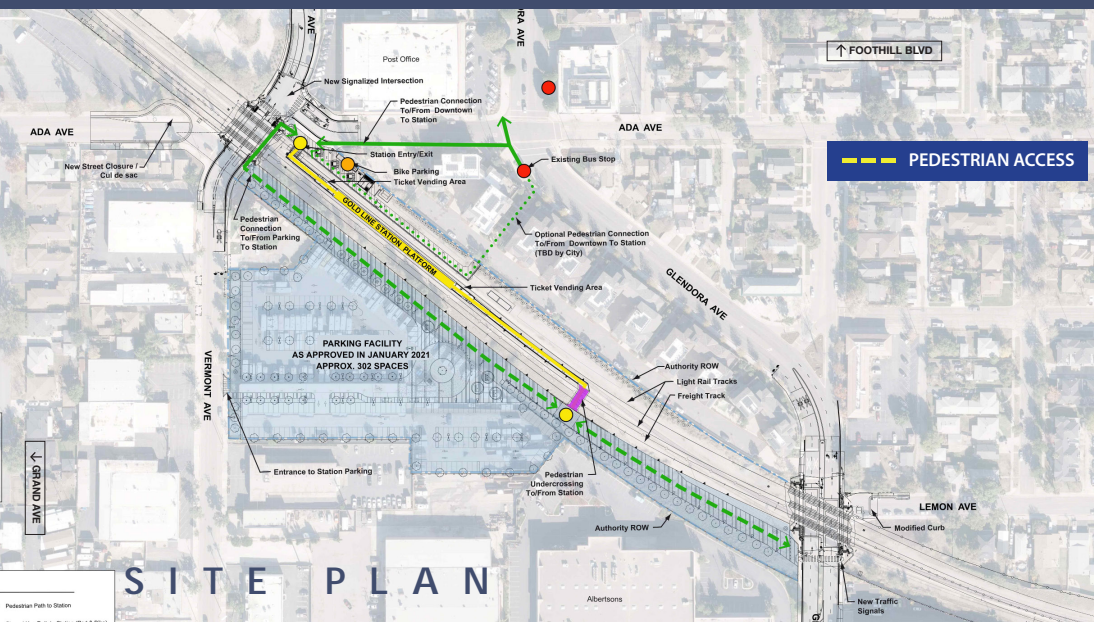 T AVE
RA AVE
↑ FOOTHILL BLVD
Post Office
New Signalized Intersection
Pedestrian Connection
To/From Downtown
To Station
ADA AVE
ADA AVE
PEDESTRIAN ACCESS
New Street Closure /
Cul de sac
Station Entry/Exit
Existing Bus Stop
Bike Parking
Ticket Vending Area
GOLD LINE STATION PLATFORM
Pedestrian
Connection
To/From Parking
To Station
Optional Pedestrian Connection
To/From Downtown To Station
(TBD by City)
GLENDORA AVE
Ticket Vending Area
PARKING FACILITY
AS APPROVED IN JANUARY 2021
APPROX. 302 SPACES
VERMONT AVE
Authority ROW
Light Rail Tracks
Freight Track
← GRAND AVE
Entrance to Station Parking
Pedestrian
Undercrossing
To/From Station
LEMON AVE
Modified Curb
Authority ROW
SITE PLAN
Albertsons
New Traffic
Signals
G
Pedestrian Path to Station